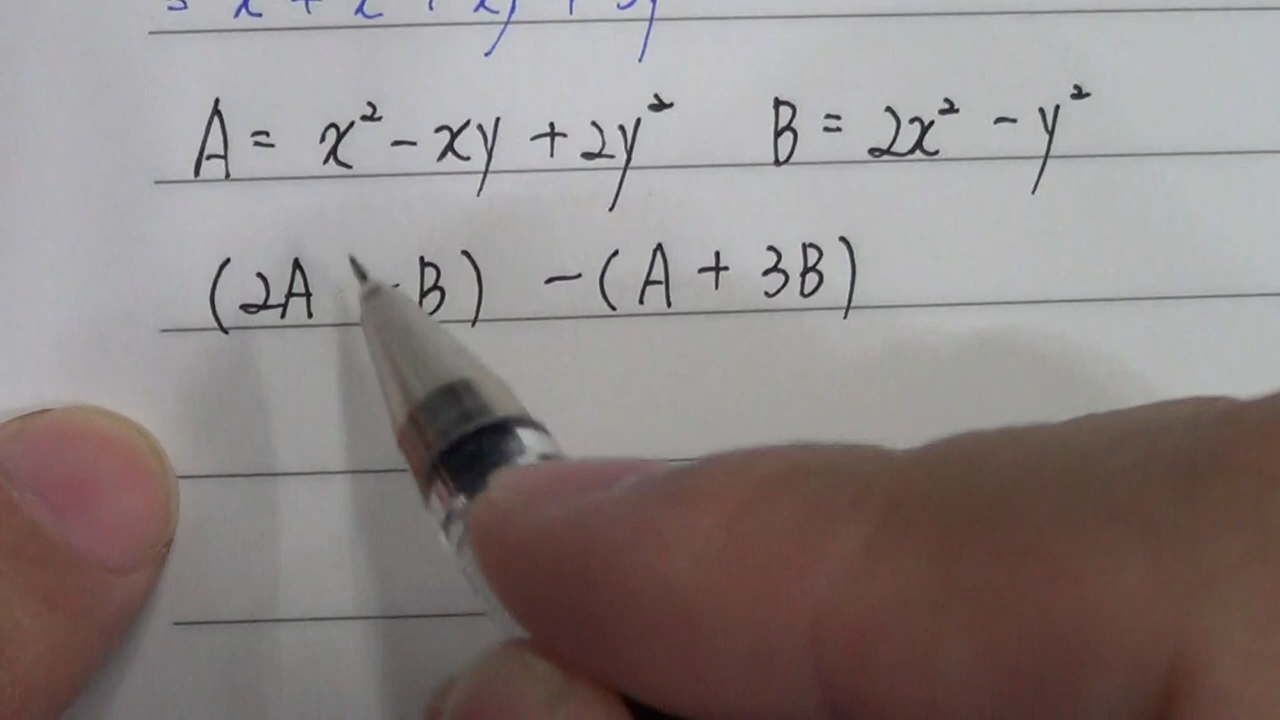 A = x² - xy + 2y² B = 2x² - y²
(2A - B) - (A + 3B)